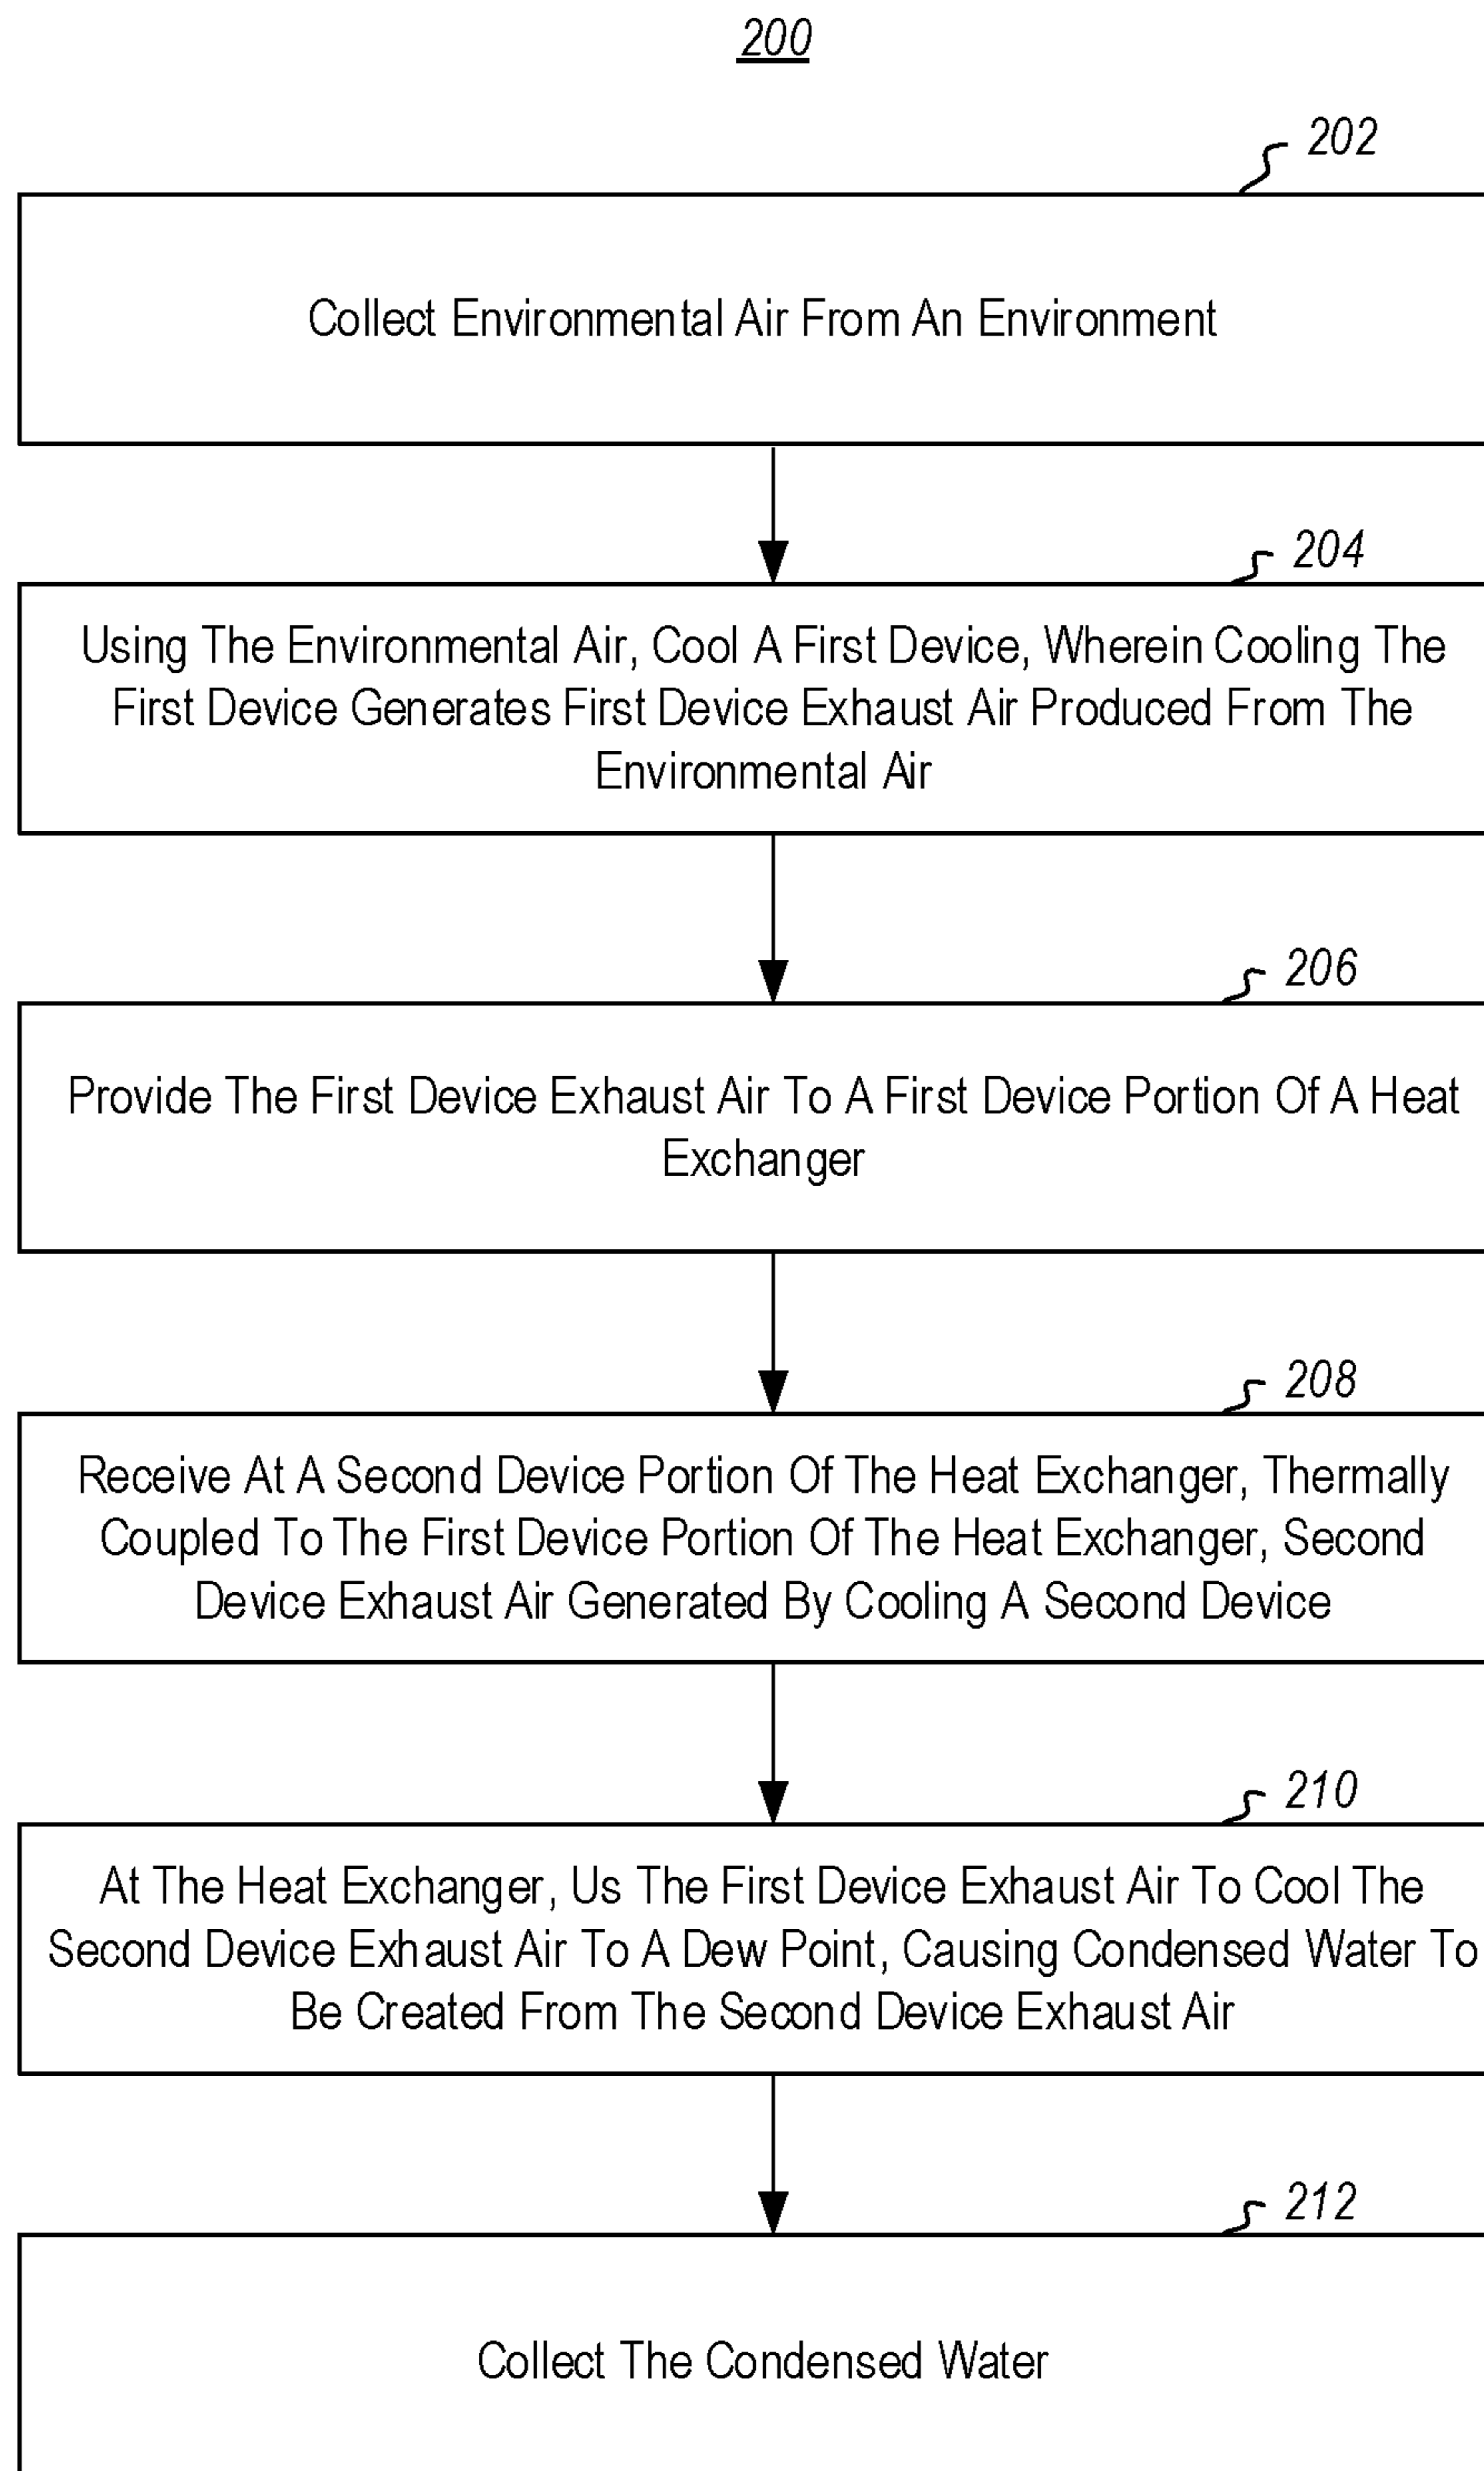 200
202
Collect Environmental Air From An Environment
204
Using The Environmental Air, Cool A First Device, Wherein Cooling The
First Device Generates First Device Exhaust Air Produced From The
Environmental Air
206
Provide The First Device Exhaust Air To A First Device Portion Of A Heat
Exchanger
208
Receive At A Second Device Portion Of The Heat Exchanger, Thermally
Coupled To The First Device Portion Of The Heat Exchanger, Second
Device Exhaust Air Generated By Cooling A Second Device
210
At The Heat Exchanger, Us The First Device Exhaust Air To Cool The
Second Device Exhaust Air To A Dew Point, Causing Condensed Water To
Be Created From The Second Device Exhaust Air
212
Collect The Condensed Water